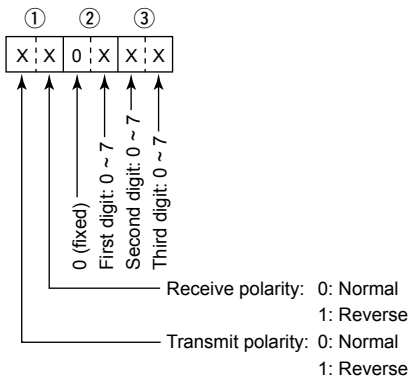 ① ② ③
X X 0 X X X
0 (fixed)
First digit: 0 ~ 7
Second digit: 0 ~ 7
Third digit: 0 ~ 7
Receive polarity: 0: Normal
1: Reverse
Transmit polarity: 0: Normal
1: Reverse